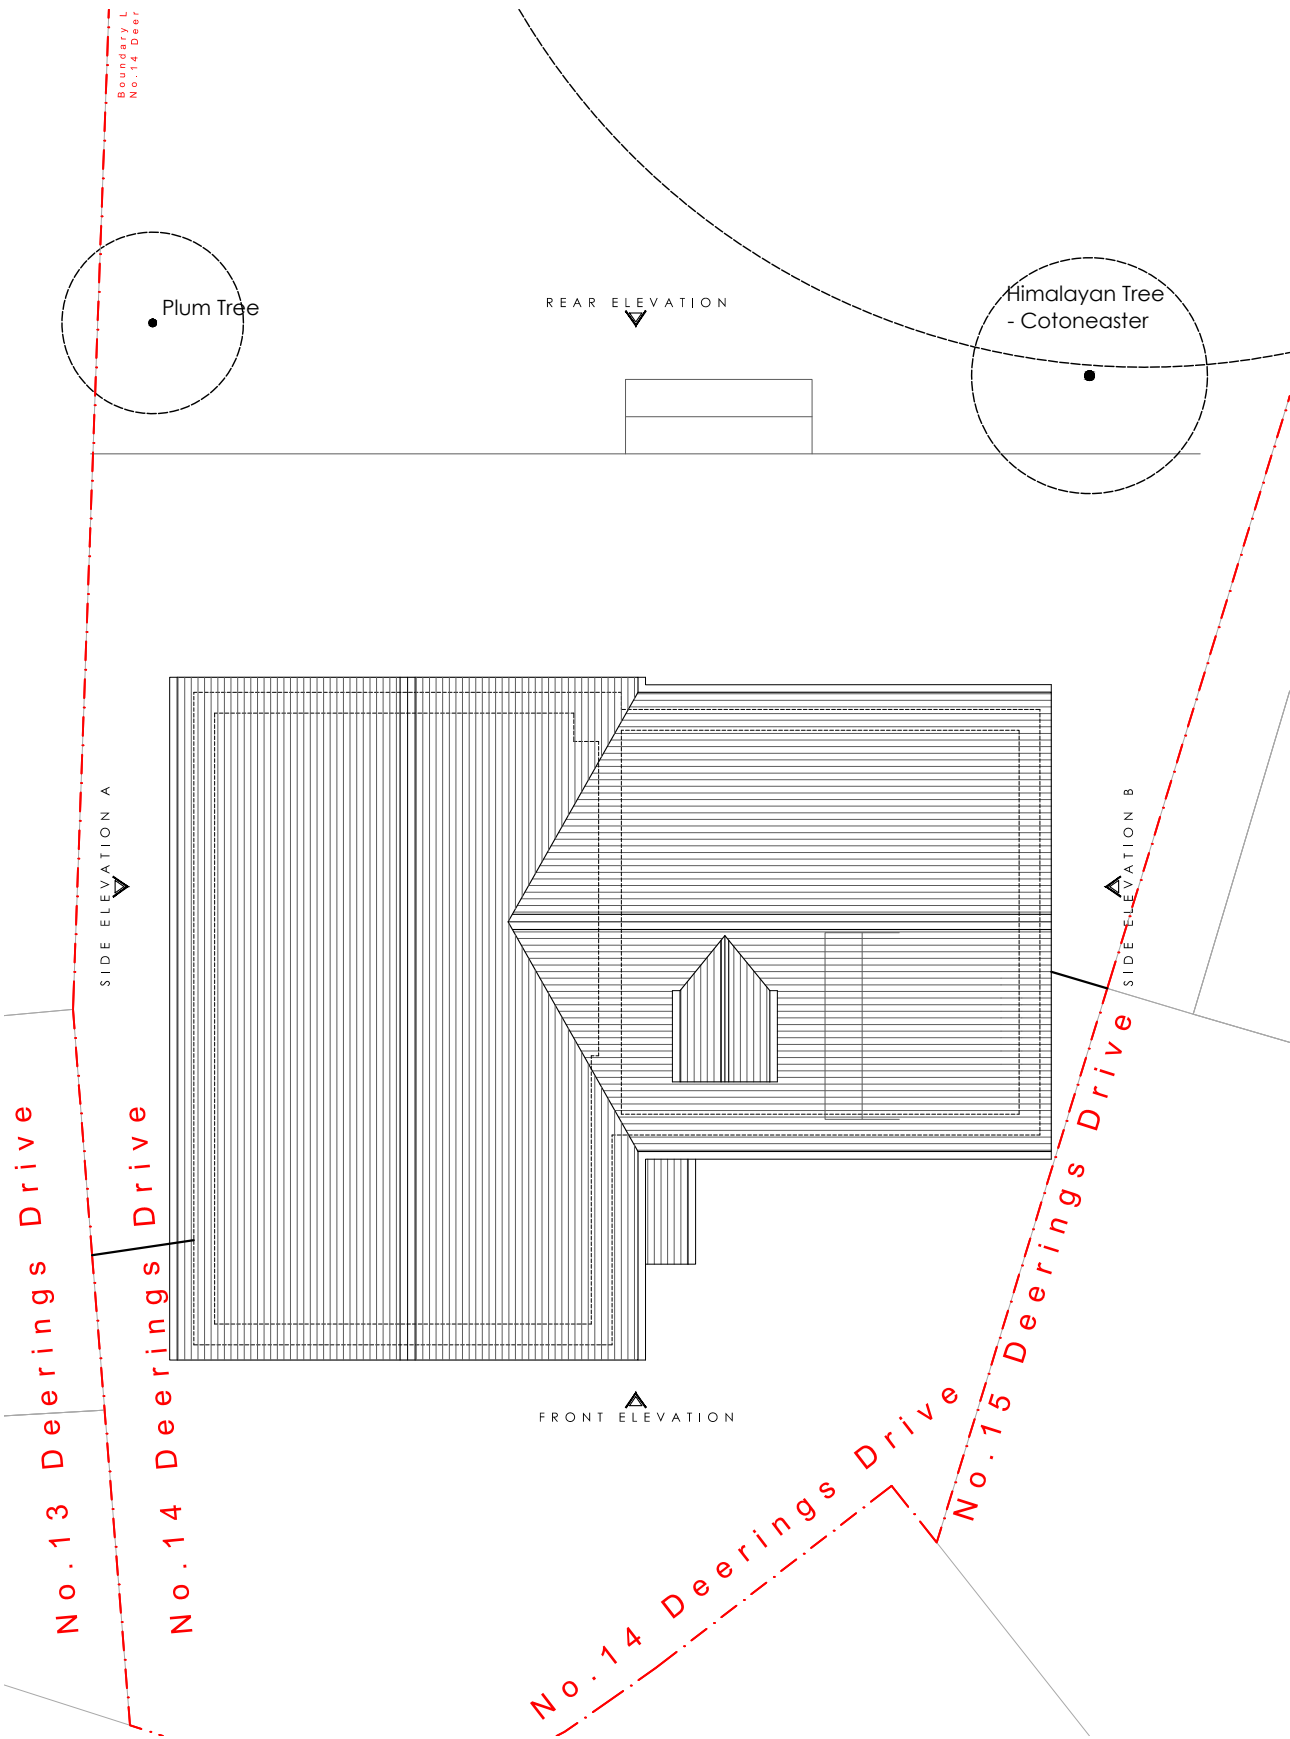 Boundary L
No.14 Deer
Plum Tree
REAR ELEVATION
Himalayan Tree
- Cotoneaster
SIDE ELEVATION A
SIDE ELEVATION B
No.13 Deerings Drive
No.14 Deerings Drive
FRONT ELEVATION
No.14 Deerings Drive
No.15 Deerings Drive